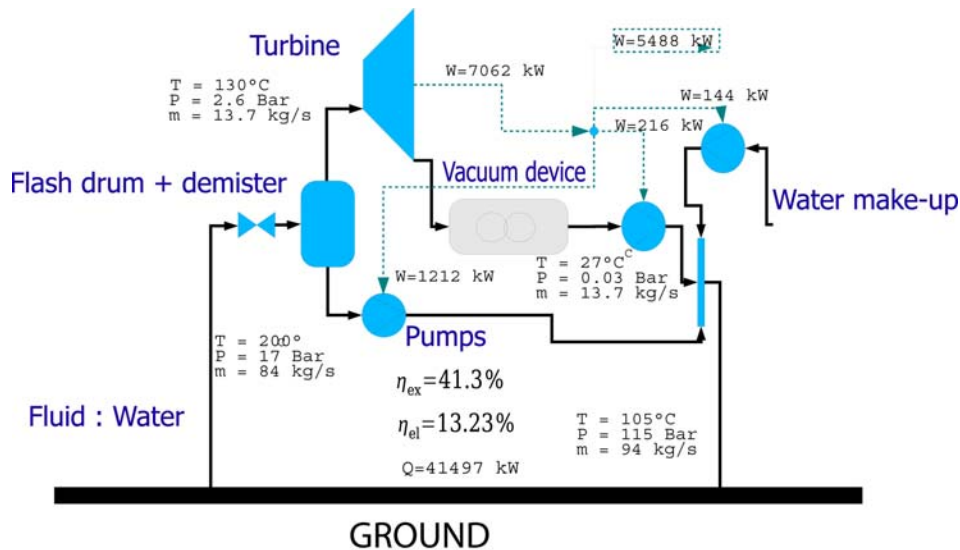 Turbine
W=5488 kW
W=7062 kW
T = 130°C
P = 2.6 Bar
m = 13.7 kg/s
W=144 kW
W=216 kW
Flash drum + demister
Vacuum device
Water make-up
T = 27°C
C
P = 0.03 Bar
m = 13.7 kg/s
W=1212 kW
Pumps
P = 17 Bar
m = 84 kg/s
η_ex=41.3%
η_el=13.23%
Q=41497 kW
Fluid : Water
T = 105°C
P = 115 Bar
m = 94 kg/s
GROUND